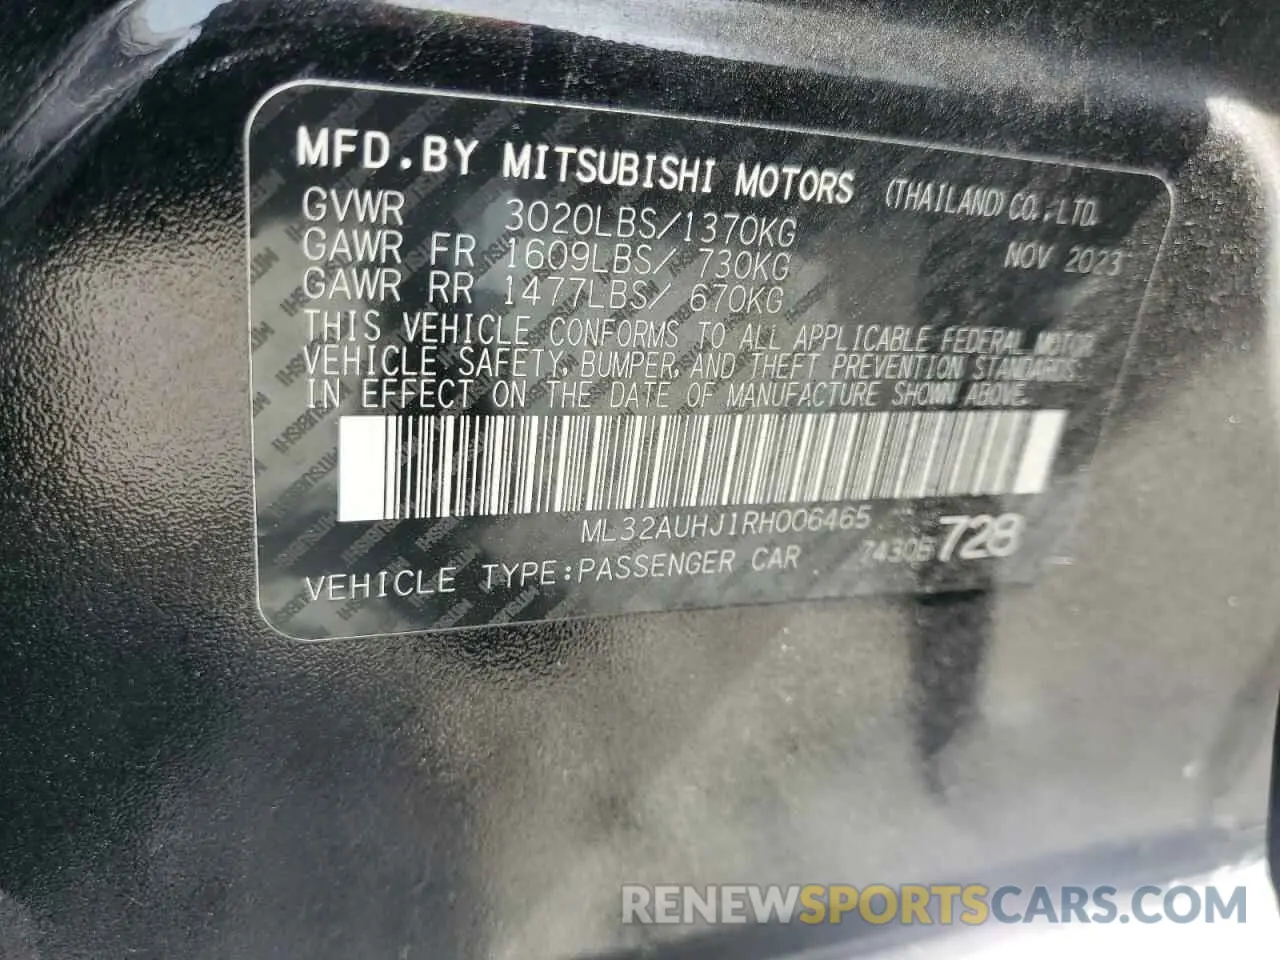 MFD.BY MITSUBISHI MOTORS (THAILAND) CO.,LTD.
GVWR 3020LBS/1370KG NOV 2023
GAWR FR 1609LBS/ 730KG
GAWR RR 1477LBS/ 670KG
THIS VEHICLE CONFORMS TO ALL APPLICABLE FEDERAL MOTOR
VEHICLE SAFETY, BUMPER, AND THEFT PREVENTION STANDARDS
IN EFFECT ON THE DATE OF MANUFACTURE SHOWN ABOVE.
ML32AUHJ1RH006465
VEHICLE TYPE:PASSENGER CAR 728
RENEWSPORTSCARS.COM